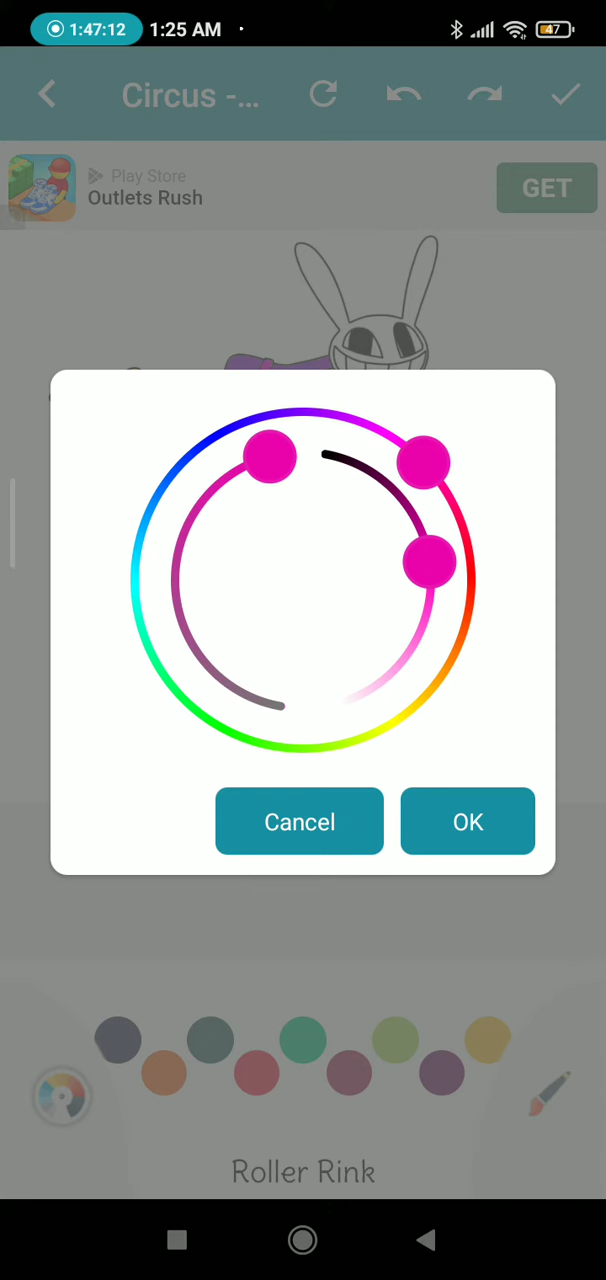 1:47:12 1:25 AM 47
Circus -...
Play Store
Outlets Rush
GET
Cancel OK
Roller Rink